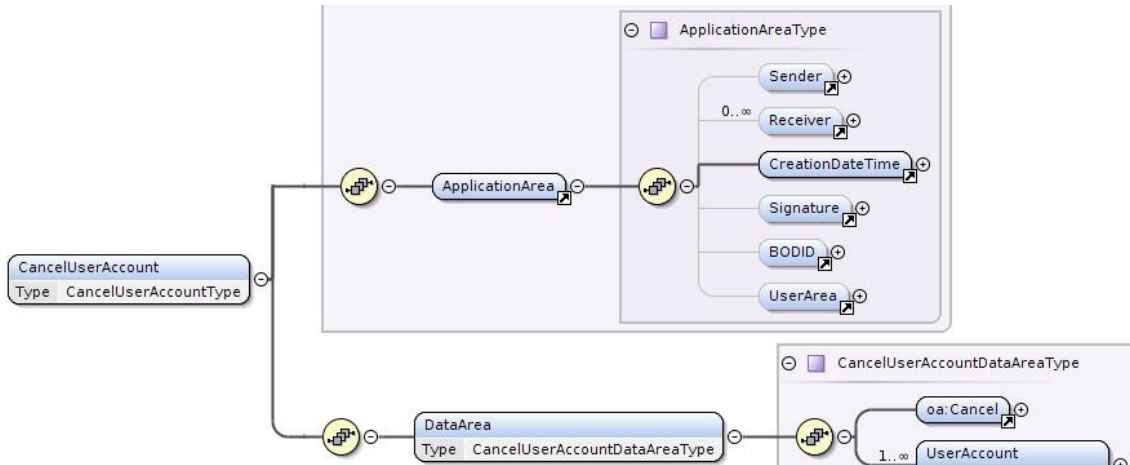 ApplicationAreaType
Sender
0..∞
Receiver
CreationDateTime
ApplicationArea
Signature
BODID
UserArea
CancelUserAccount
Type CancelUserAccountType
CancelUserAccountDataAreaType
oa:Cancel
DataArea
Type CancelUserAccountDataAreaType
1..∞
UserAccount